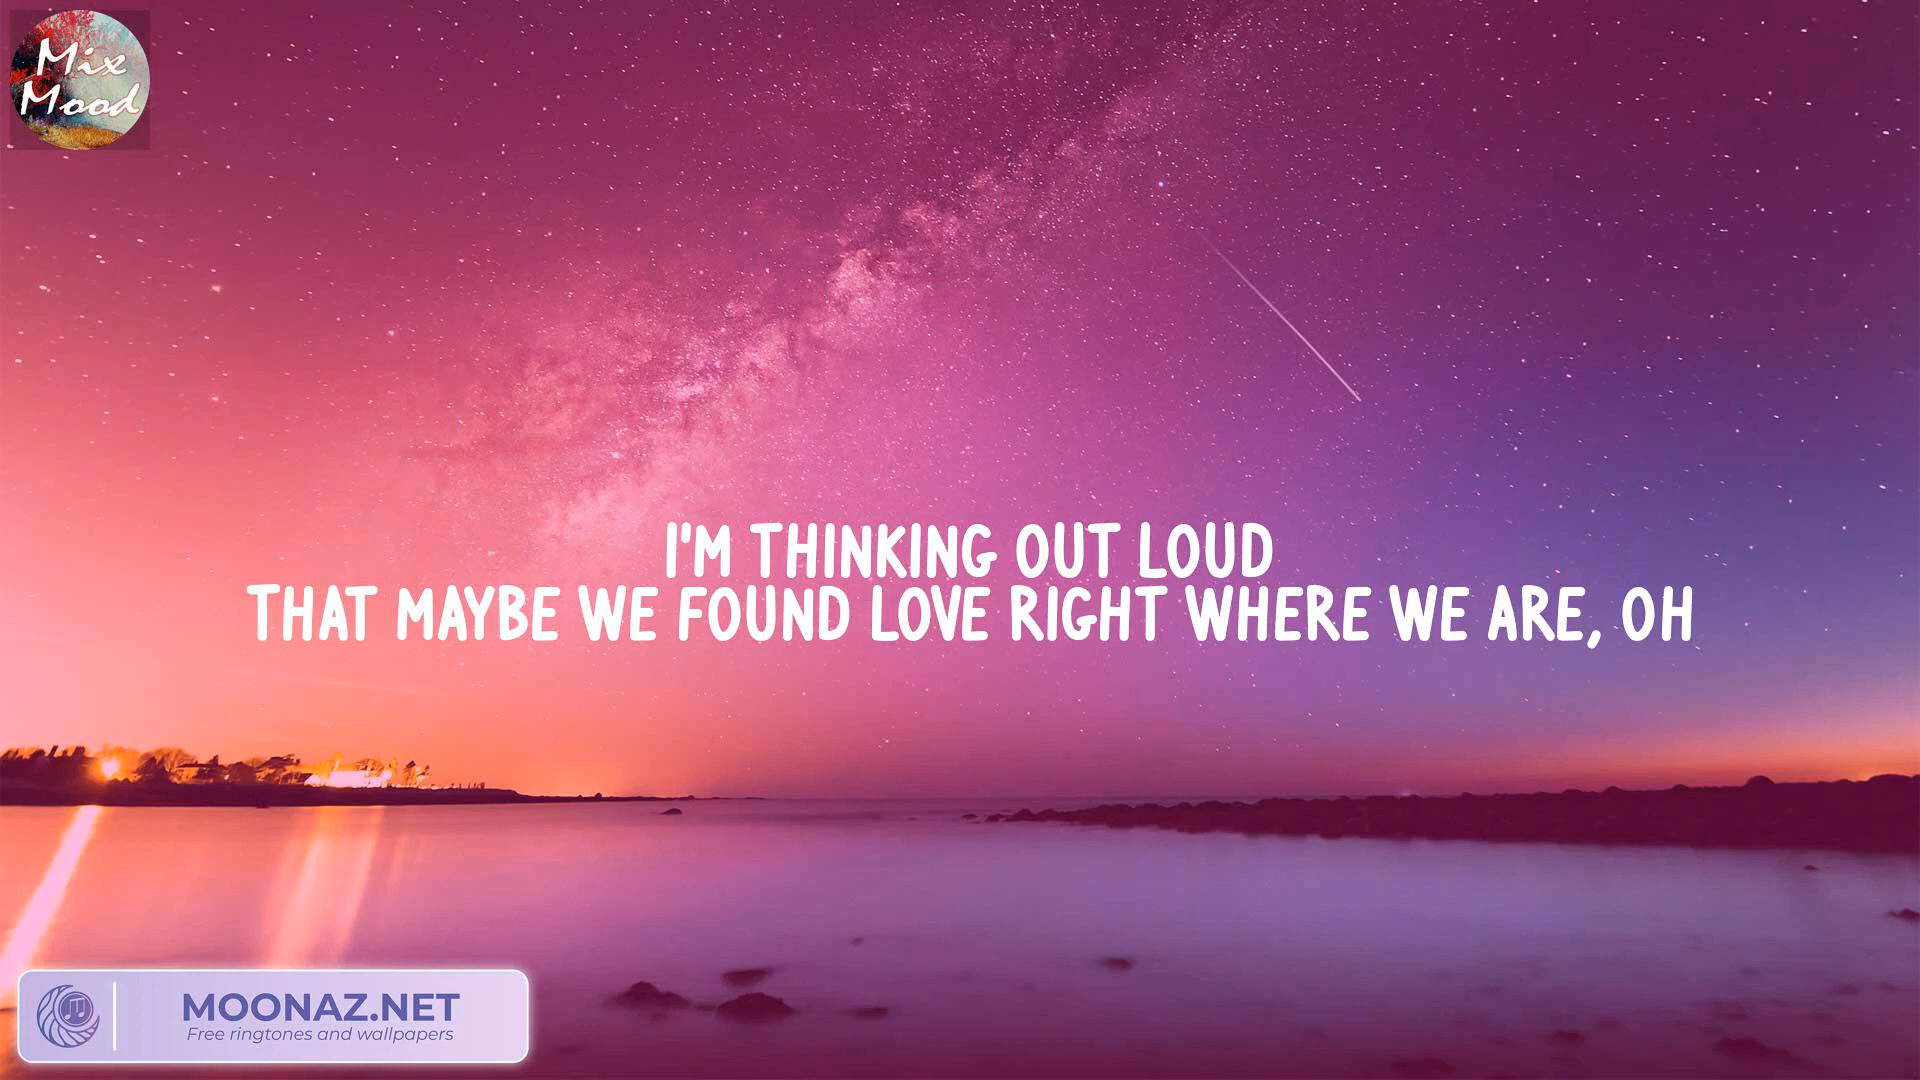 Mix
Mood
I'M THINKING OUT LOUD
THAT MAYBE WE FOUND LOVE RIGHT WHERE WE ARE, OH
MOONAZ.NET
Free ringtones and wallpapers